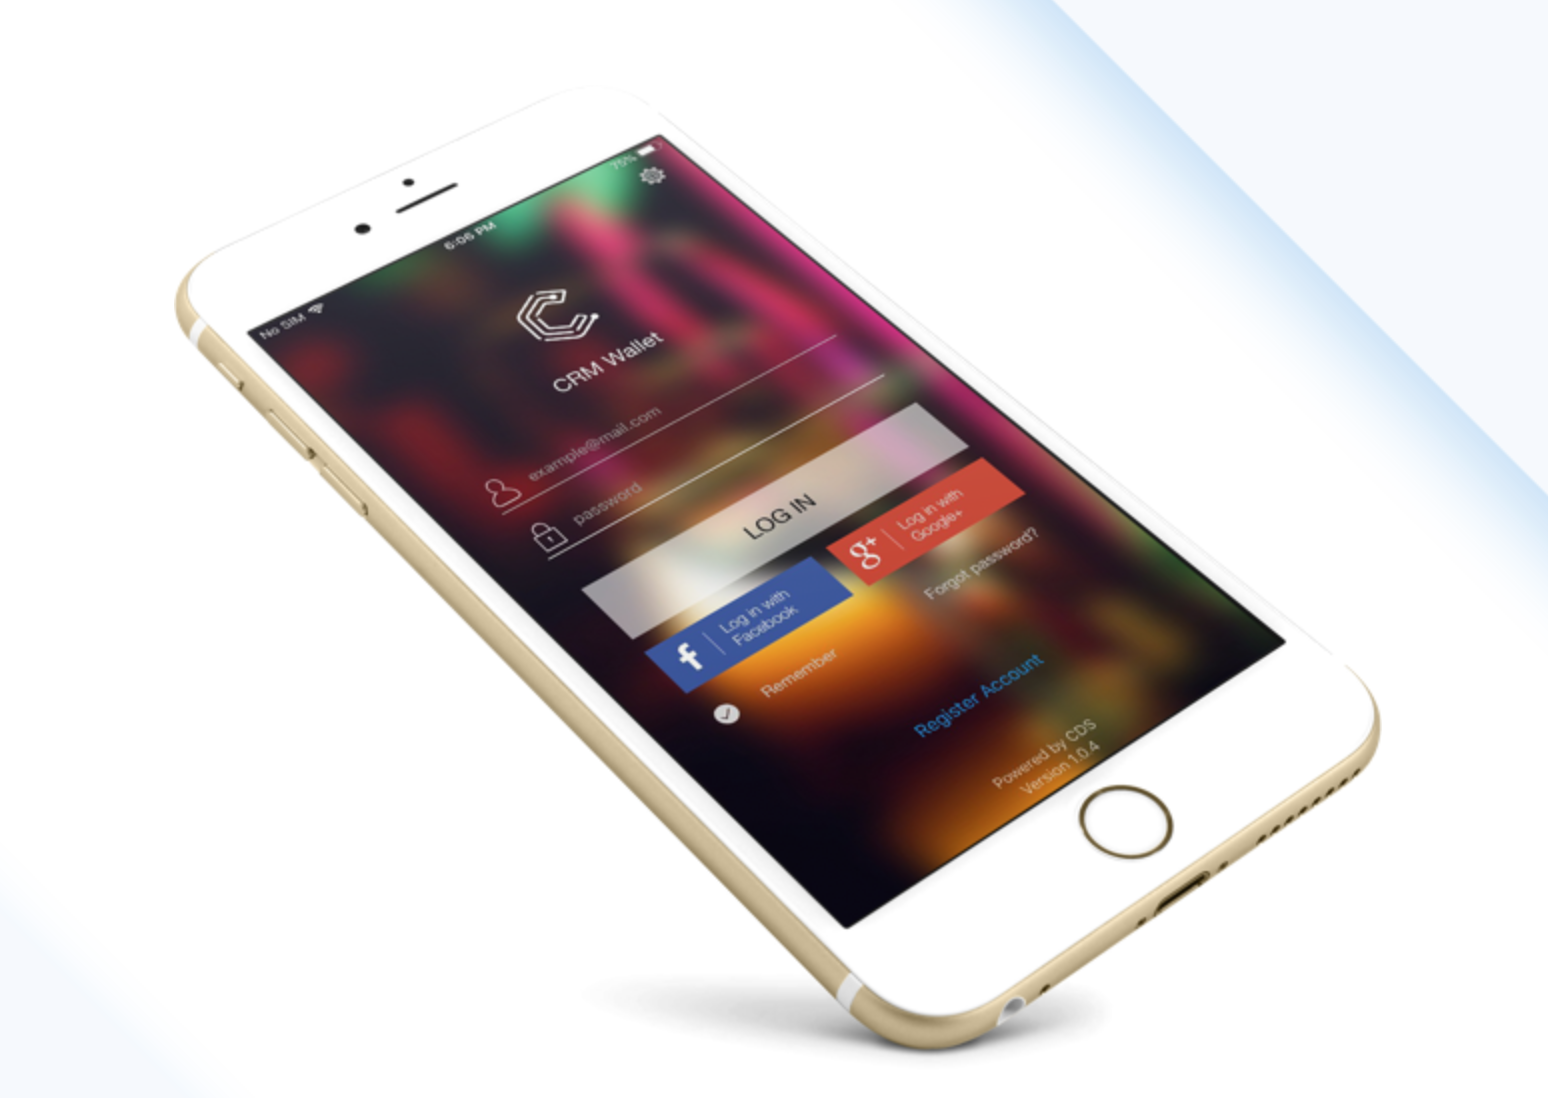 No SIM
6:06 PM
75%
CRM Wallet
example@mail.com
password
LOG IN
f
Log in with
Facebook
g+
Log in with
Google+
Remember
Forgot password?
Register Account
Powered by CDS
Version 1.0.4